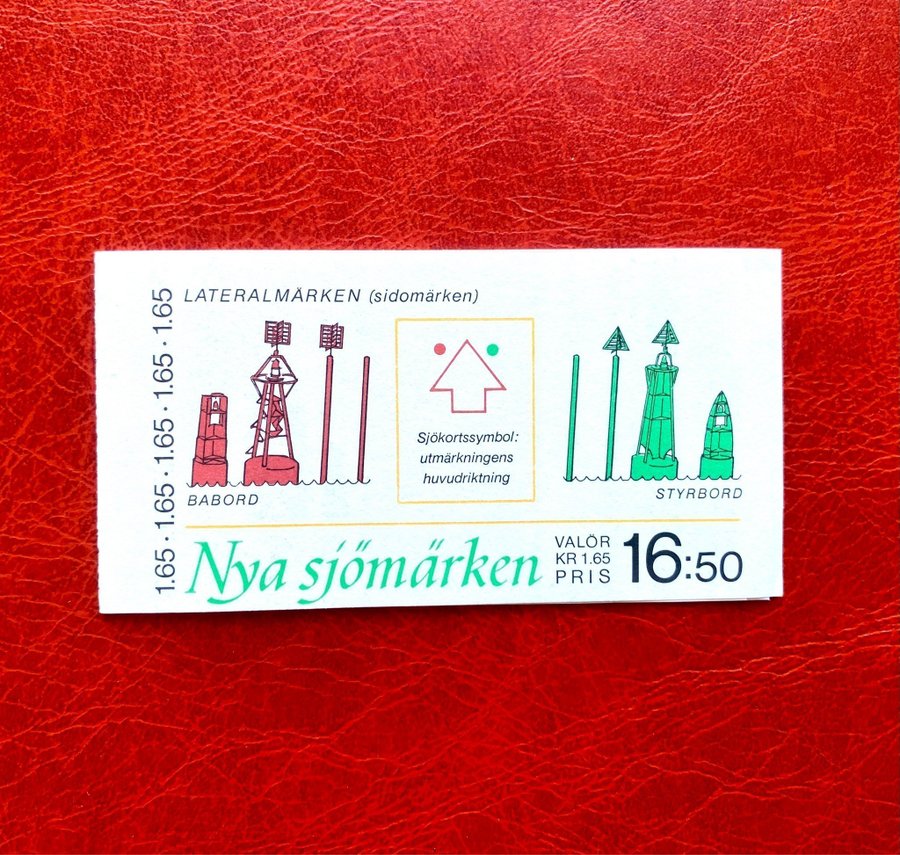 1.65 · 1.65 · 1.65 · 1.65 · 1.65
LATERALMÄRKEN (sidomärken)
Sjökortssymbol:
utmärkningens
huvudriktning
BABORD
STYRBORD
Nya sjömärken
VALÖR
KR 1.65
PRIS
16:50